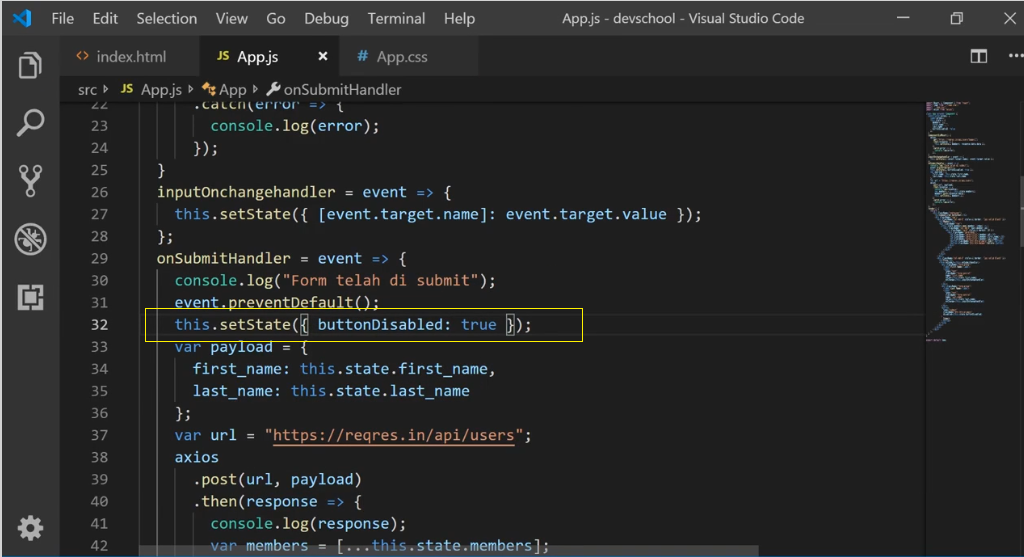 File Edit Selection View Go Debug Terminal Help App.js - devschool - Visual Studio Code
<> index.html JS App.js × # App.css
src JS App.js App onSubmitHandler
22 .catch(error => {
23 console.log(error);
24 });
25 }
26 inputOnchangehandler = event => {
27 this.setState({ [event.target.name]: event.target.value });
28 };
29 onSubmitHandler = event => {
30 console.log("Form telah di submit");
31 event.preventDefault();
32 this.setState({ buttonDisabled: true });
33 var payload = {
34 first_name: this.state.first_name,
35 last_name: this.state.last_name
36 };
37 var url = "https://reqres.in/api/users";
38 axios
39 .post(url, payload)
40 .then(response => {
41 console.log(response);
42 var members = [...this.state.members];